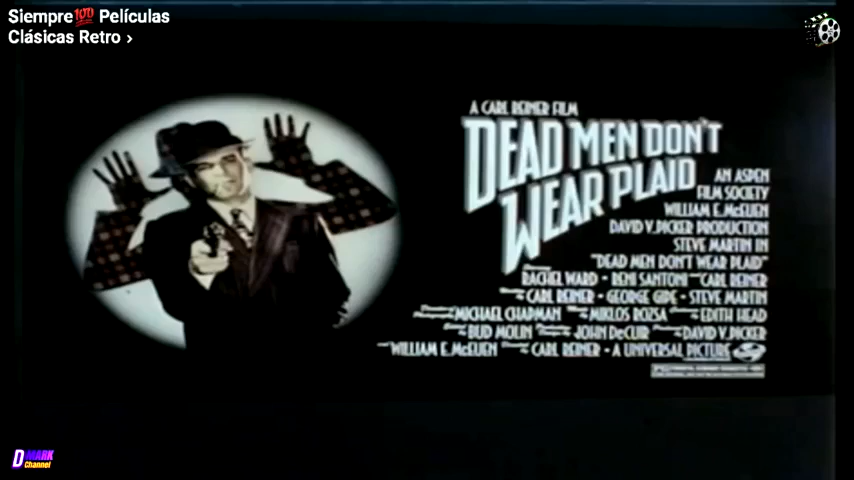 Siempre💯 Películas
Clásicas Retro ›
A CARL REINER FILM
DEAD MEN DON'T
WEAR PLAID
AN ASPEN
FILM SOCIETY
WILLIAM E. McEUEN
DAVID V. PICKER PRODUCTION
STEVE MARTIN IN
"DEAD MEN DON'T WEAR PLAID"
RACHEL WARD • RENI SANTONI CARL REINER
CARL REINER • GEORGE GIPE • STEVE MARTIN
MICHAEL CHAPMAN MIKLOS ROZSA EDITH HEAD
BUD MOLIN JOHN DeCUIR DAVID V. PICKER
WILLIAM E. McEUEN CARL REINER • A UNIVERSAL PICTURE
D MARK
Channel